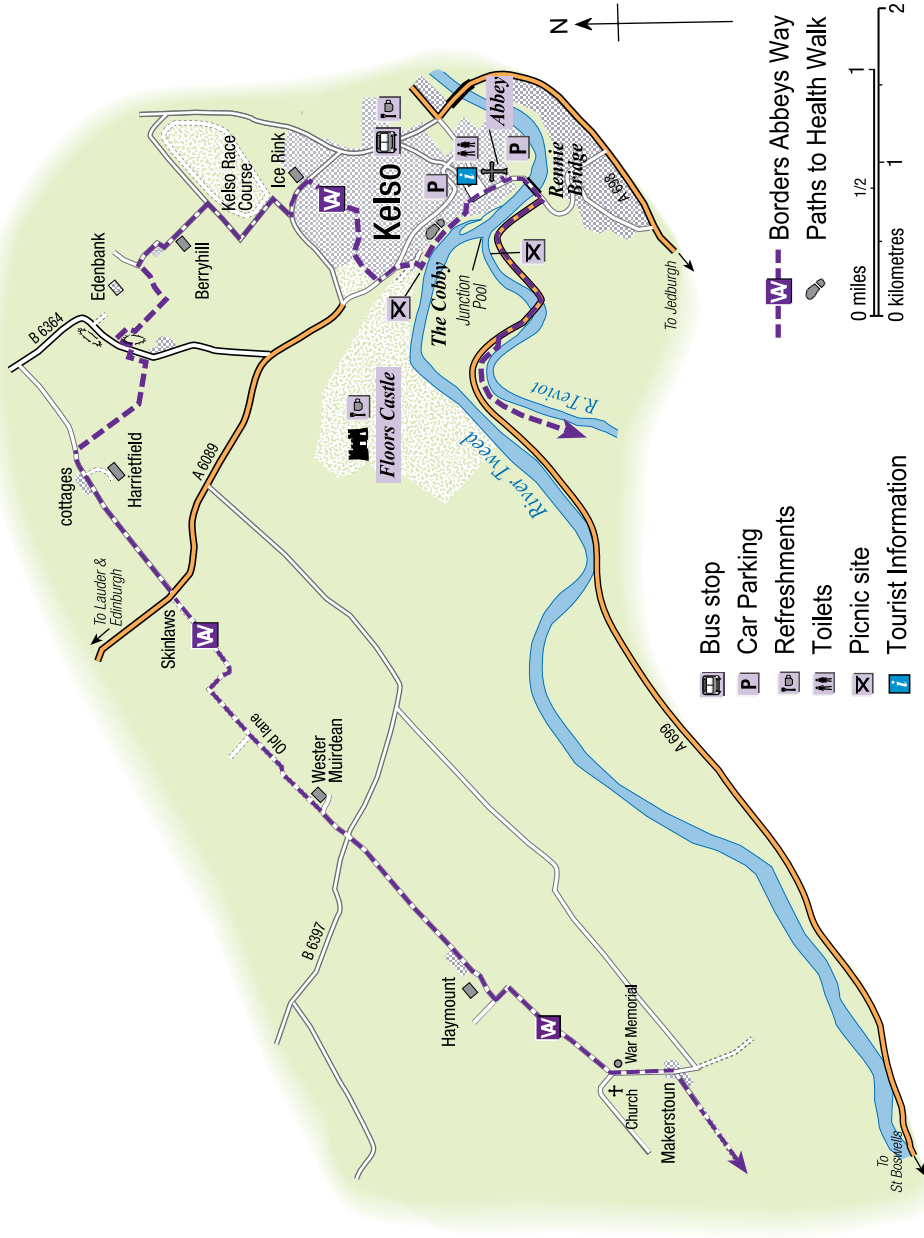 B 6364
Edenbank
Berryhill
Kelso Race
Course
Ice Rink
W
Kelso
P
i
P
Abbey
Rennie
Bridge
A 698
To Jedburgh
The Cobby
Junction
Pool
R. Teviot
River Tweed
Floors Castle
A 6089
cottages
Harrietfield
To Lauder &
Edinburgh
Skinlaws
W
Old lane
Wester
Muirdean
B 6397
Haymount
W
War Memorial
Church
Makerstoun
A 699
To
St Boswells
Bus stop
P Car Parking
Refreshments
Toilets
Picnic site
i Tourist Information
N
W Borders Abbeys Way
Paths to Health Walk
0 miles 1/2 1
0 kilometres 1 2